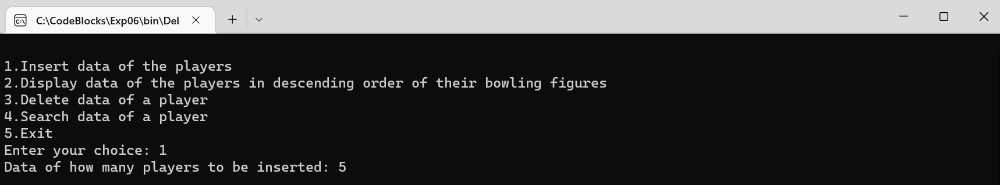 C:\CodeBlocks\Exp06\bin\Del
1.Insert data of the players
2.Display data of the players in descending order of their bowling figures
3.Delete data of a player
4.Search data of a player
5.Exit
Enter your choice: 1
Data of how many players to be inserted: 5